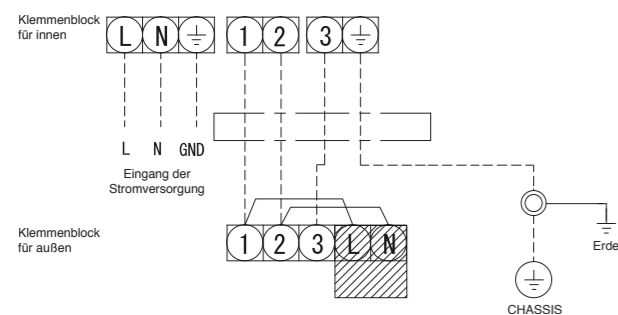 Klemmenblock
für innen
L N
1 2
3
L N GND
Eingang der
Stromversorgung
Klemmenblock
für außen
1 2 3 L N
Erde
CHASSIS